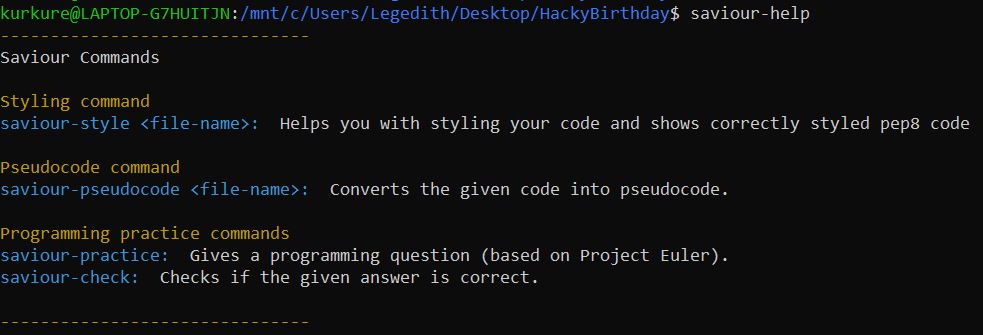 kurkure@LAPTOP-G7HUITJN:/mnt/c/Users/Legedith/Desktop/HackyBirthday$ saviour-help
-------------------------------
Saviour Commands
Styling command
saviour-style <file-name>:  Helps you with styling your code and shows correctly styled pep8 code
Pseudocode command
saviour-pseudocode <file-name>:  Converts the given code into pseudocode.
Programming practice commands
saviour-practice:  Gives a programming question (based on Project Euler).
saviour-check:  Checks if the given answer is correct.
-------------------------------